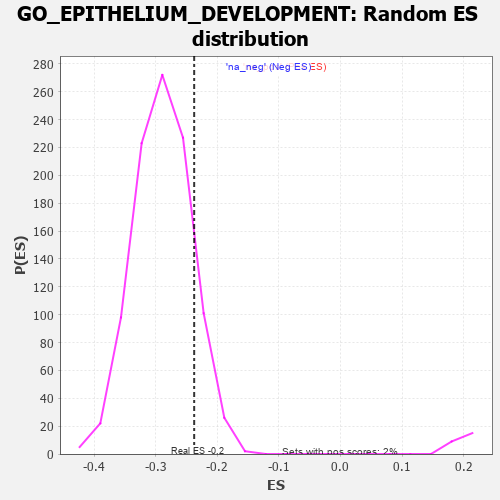 GO_EPITHELIUM_DEVELOPMENT: Random ES
distribution
'na_neg' (Neg ES) ES)
280
260
240
220
200
180
160
140
120
100
80
60
40
20
0
P(ES)
Real ES -0.2
Sets with pos scores: 2%
-0.4 -0.3 -0.2 -0.1 0.0 0.1 0.2
ES